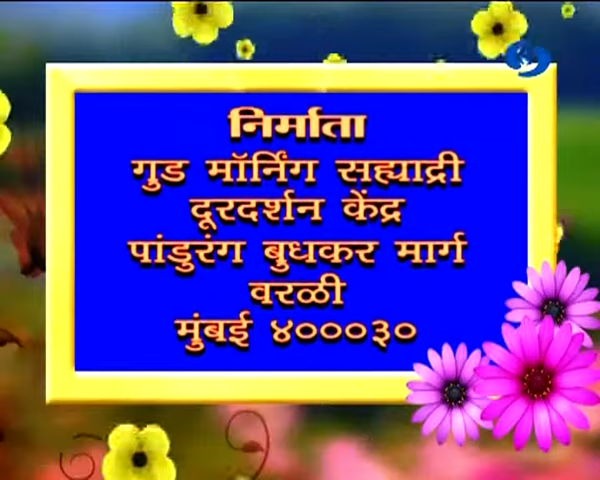 निर्माता
गुड मॉर्निंग सह्याद्री
दूरदर्शन केंद्र
पांडुरंग बुधकर मार्ग
वरळी
मुंबई ४०००३०